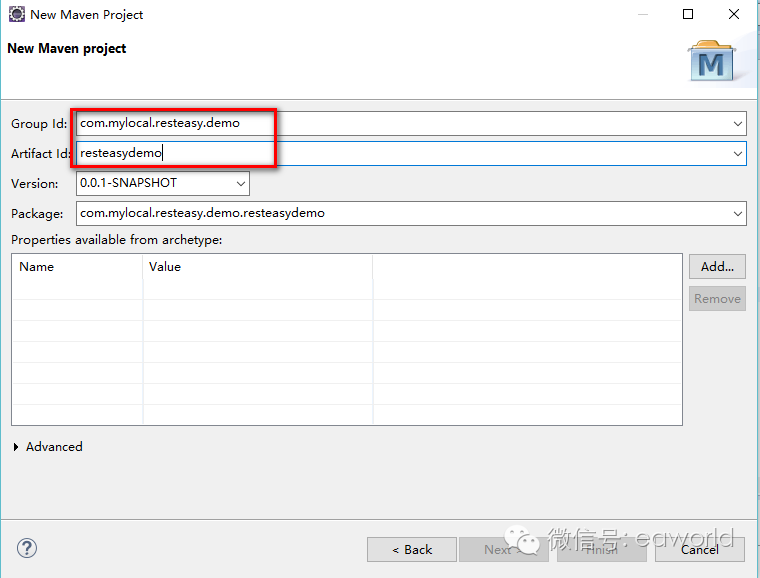 New Maven Project
New Maven project
M
Group Id: com.mylocal.resteasy.demo
Artifact Id: resteasydemo
Version: 0.0.1-SNAPSHOT
Package: com.mylocal.resteasy.demo.resteasydemo
Properties available from archetype:
Name Value
Add...
Remove
Advanced
? < Back Next > Finish Cancel
微信号: eaworld